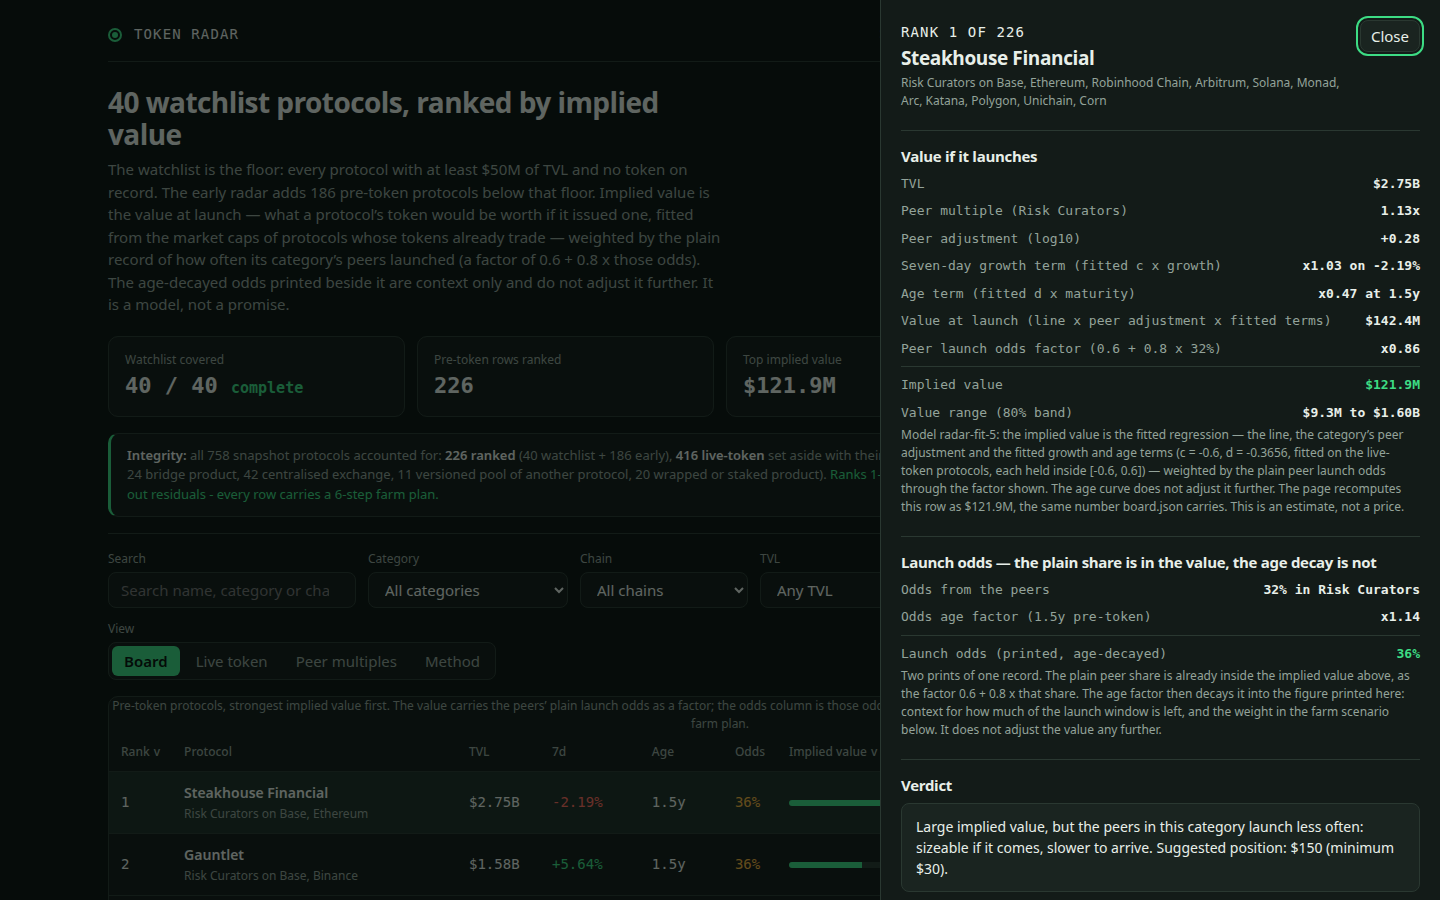 TOKEN RADAR
40 watchlist protocols, ranked by implied
value
The watchlist is the floor: every protocol with at least $50M of TVL and no token on
record. The early radar adds 186 pre-token protocols below that floor. Implied value is
the value at launch — what a protocol's token would be worth if it issued one, fitted
from the market caps of protocols whose tokens already trade — weighted by the plain
record of how often its category's peers launched (a factor of 0.6 + 0.8 x those odds).
The age-decayed odds printed beside it are context only and do not adjust it further. It
is a model, not a promise.
Watchlist covered
40 / 40 complete
Pre-token rows ranked
226
Top implied value
$121.9M
Integrity: all 758 snapshot protocols accounted for: 226 ranked (40 watchlist + 186 early), 416 live-token set aside with their
24 bridge product, 42 centralised exchange, 11 versioned pool of another protocol, 20 wrapped or staked product). Ranks 1-
out residuals - every row carries a 6-step farm plan.
Search
Search name, category or cha
Category
All categories
Chain
All chains
TVL
Any TVL
View
Board
Live token
Peer multiples
Method
Pre-token protocols, strongest implied value first. The value carries the peers' plain launch odds as a factor; the odds column is those odd
farm plan.
Rank v Protocol TVL 7d Age Odds Implied value v
1 Steakhouse Financial $2.75B -2.19% 1.5y 36%
Risk Curators on Base, Ethereum
2 Gauntlet $1.58B +5.64% 1.5y 36%
Risk Curators on Base, Binance
RANK 1 OF 226
Close
Steakhouse Financial
Risk Curators on Base, Ethereum, Robinhood Chain, Arbitrum, Solana, Monad,
Arc, Katana, Polygon, Unichain, Corn
Value if it launches
TVL $2.75B
Peer multiple (Risk Curators) 1.13x
Peer adjustment (log10) +0.28
Seven-day growth term (fitted c x growth) x1.03 on -2.19%
Age term (fitted d x maturity) x0.47 at 1.5y
Value at launch (line x peer adjustment x fitted terms) $142.4M
Peer launch odds factor (0.6 + 0.8 x 32%) x0.86
Implied value $121.9M
Value range (80% band) $9.3M to $1.60B
Model radar-fit-5: the implied value is the fitted regression — the line, the category's peer
adjustment and the fitted growth and age terms (c = -0.6, d = -0.3656, fitted on the live-
token protocols, each held inside [-0.6, 0.6]) — weighted by the plain peer launch odds
through the factor shown. The age curve does not adjust it further. The page recomputes
this row as $121.9M, the same number board.json carries. This is an estimate, not a price.
Launch odds — the plain share is in the value, the age decay is not
Odds from the peers 32% in Risk Curators
Odds age factor (1.5y pre-token) x1.14
Launch odds (printed, age-decayed) 36%
Two prints of one record. The plain peer share is already inside the implied value above, as
the factor 0.6 + 0.8 x that share. The age factor then decays it into the figure printed here:
context for how much of the launch window is left, and the weight in the farm scenario
below. It does not adjust the value any further.
Verdict
Large implied value, but the peers in this category launch less often:
sizeable if it comes, slower to arrive. Suggested position: $150 (minimum
$30).